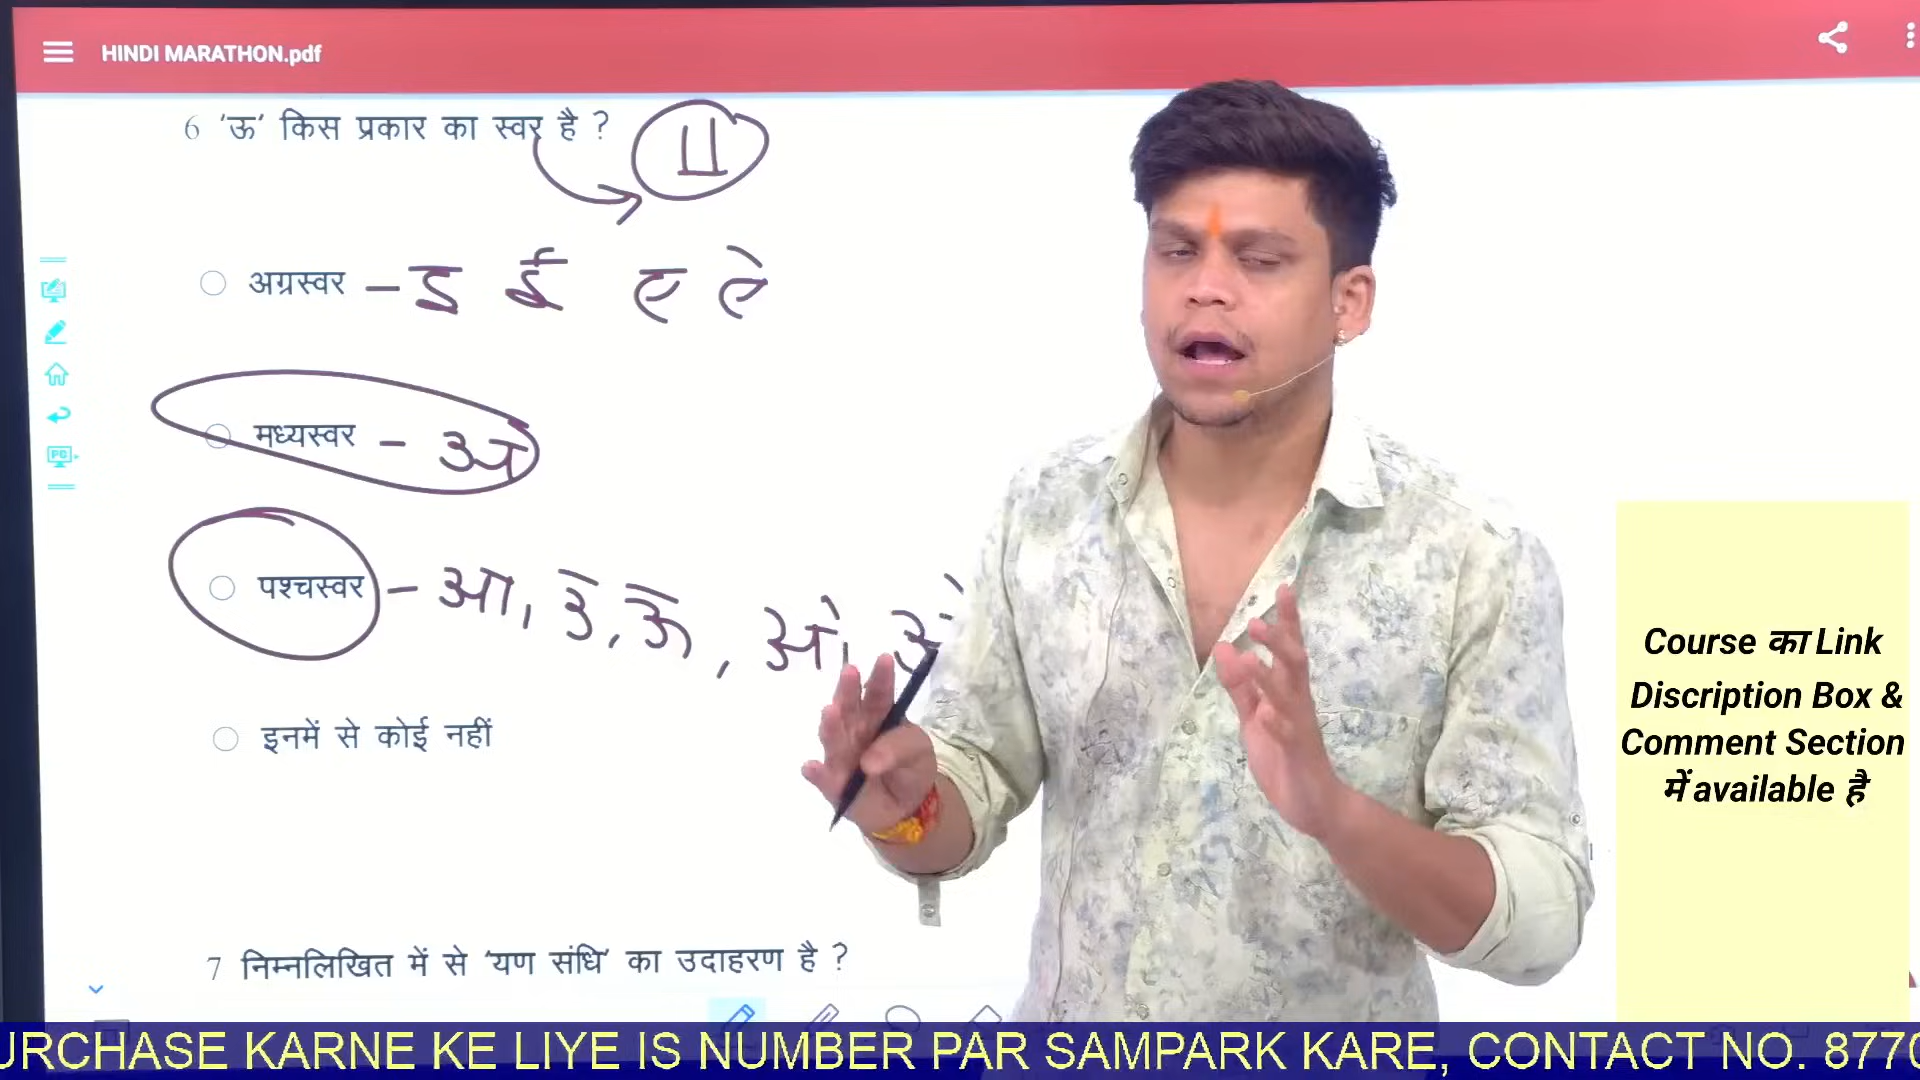 HINDI MARATHON.pdf
6 'ऊ' किस प्रकार का स्वर है ? 11
अग्रस्वर – इ ई ए ऐ
मध्यस्वर – अ
पश्चस्वर – आ, उ, ऊ, ओ,
इनमें से कोई नहीं
7 निम्नलिखित में से 'यण संधि' का उदाहरण है ?
Course का Link
Discription Box &
Comment Section
में available है
URCHASE KARNE KE LIYE IS NUMBER PAR SAMPARK KARE, CONTACT NO. 8770